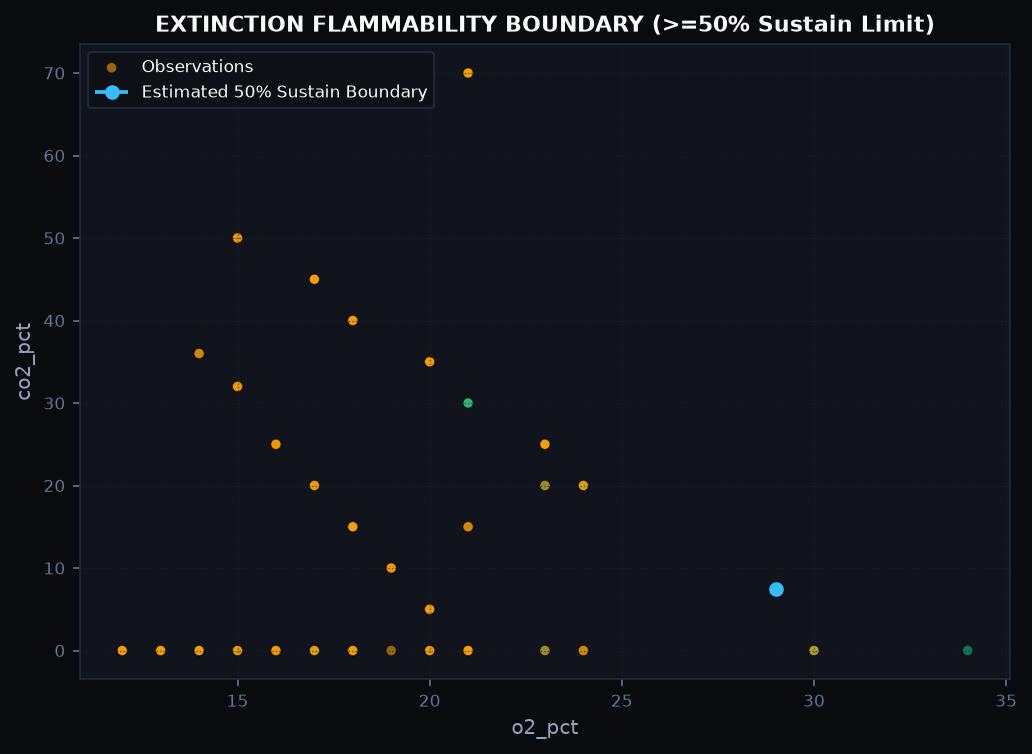 EXTINCTION FLAMMABILITY BOUNDARY (>=50% Sustain Limit)
Observations
Estimated 50% Sustain Boundary
70
60
50
40
30
20
10
0
co2_pct
15
20
25
30
35
o2_pct